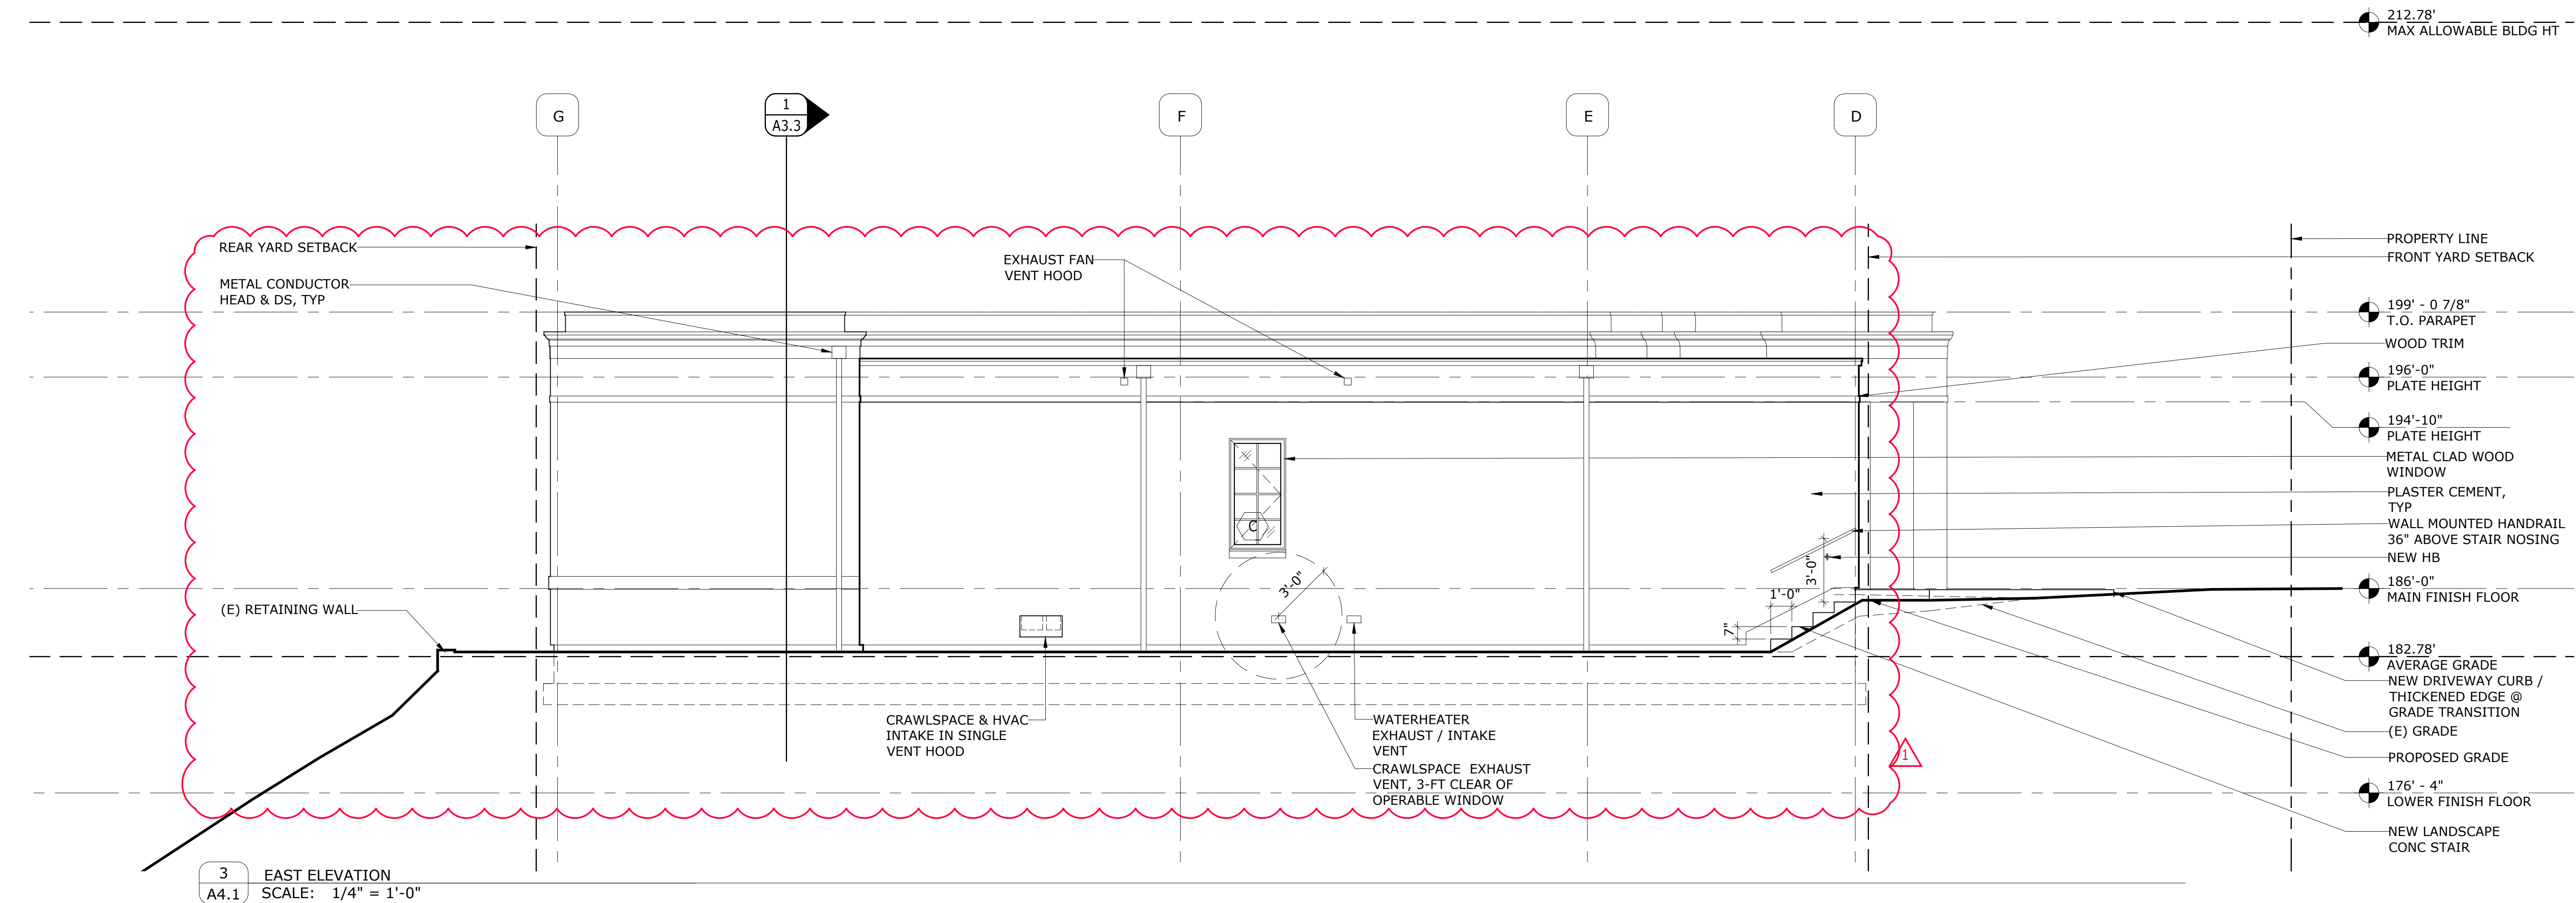 212.78'
MAX ALLOWABLE BLDG HT
G
1
A3.3
F
E
D
REAR YARD SETBACK
METAL CONDUCTOR
HEAD & DS, TYP
EXHAUST FAN
VENT HOOD
PROPERTY LINE
FRONT YARD SETBACK
199' - 0 7/8"
T.O. PARAPET
WOOD TRIM
196'-0"
PLATE HEIGHT
194'-10"
PLATE HEIGHT
METAL CLAD WOOD
WINDOW
PLASTER CEMENT,
TYP
WALL MOUNTED HANDRAIL
36" ABOVE STAIR NOSING
NEW HB
C
3'-0"
3'-0"
1'-0"
7"
(E) RETAINING WALL
186'-0"
MAIN FINISH FLOOR
182.78'
AVERAGE GRADE
NEW DRIVEWAY CURB /
THICKENED EDGE @
GRADE TRANSITION
(E) GRADE
PROPOSED GRADE
CRAWLSPACE & HVAC
INTAKE IN SINGLE
VENT HOOD
WATERHEATER
EXHAUST / INTAKE
VENT
CRAWLSPACE EXHAUST
VENT, 3-FT CLEAR OF
OPERABLE WINDOW
1
176' - 4"
LOWER FINISH FLOOR
NEW LANDSCAPE
CONC STAIR
3
A4.1
EAST ELEVATION
SCALE: 1/4" = 1'-0"